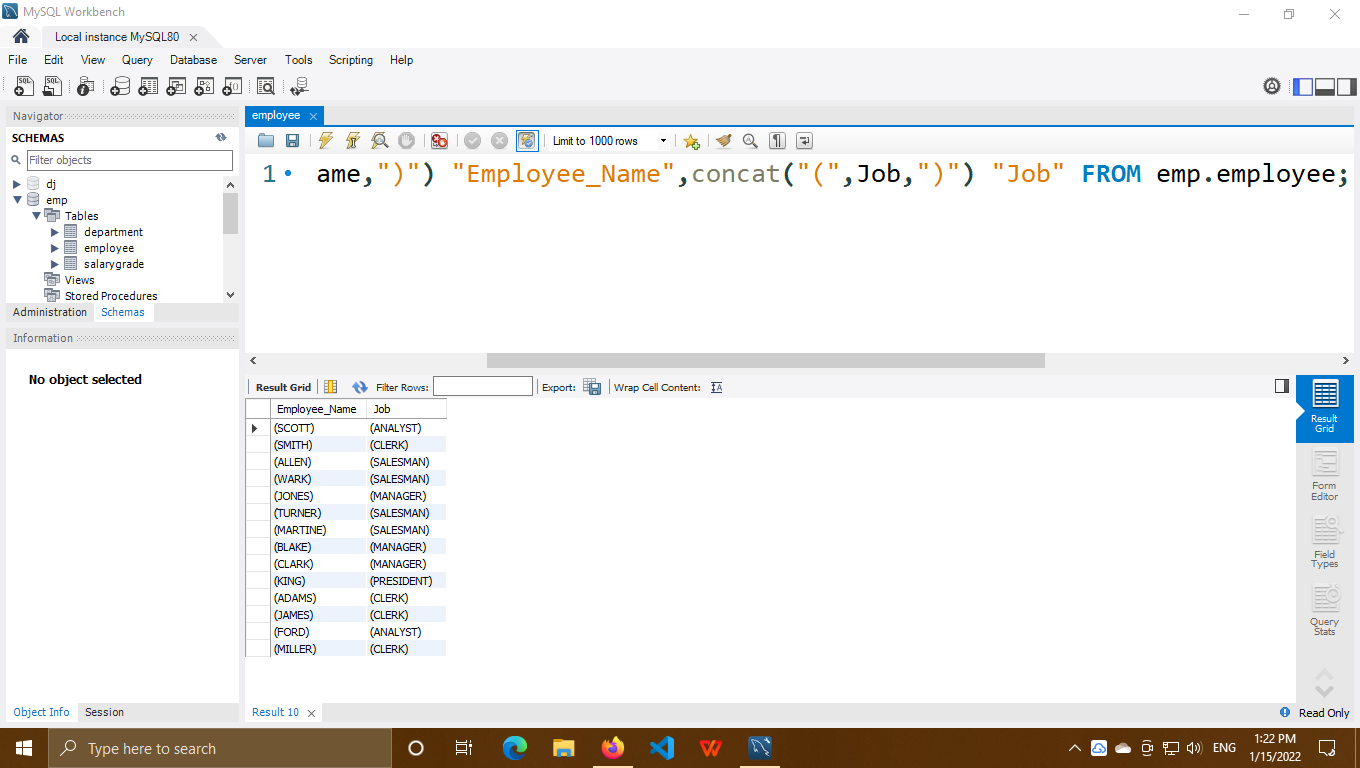 MySQL Workbench
Local instance MySQL80
File Edit View Query Database Server Tools Scripting Help
Navigator
SCHEMAS
Filter objects
dj
emp
Tables
department
employee
salarygrade
Views
Stored Procedures
Administration Schemas
Information
No object selected
Object Info Session
employee
Limit to 1000 rows
1 ame,")") "Employee_Name",concat("(",Job,")") "Job" FROM emp.employee;
Result Grid Filter Rows: Export: Wrap Cell Content:
Employee_Name Job
(SCOTT) (ANALYST)
(SMITH) (CLERK)
(ALLEN) (SALESMAN)
(WARK) (SALESMAN)
(JONES) (MANAGER)
(TURNER) (SALESMAN)
(MARTINE) (SALESMAN)
(BLAKE) (MANAGER)
(CLARK) (MANAGER)
(KING) (PRESIDENT)
(ADAMS) (CLERK)
(JAMES) (CLERK)
(FORD) (ANALYST)
(MILLER) (CLERK)
Result
Grid
Form
Editor
Field
Types
Query
Stats
Result 10
Read Only
Type here to search
ENG
1:22 PM
1/15/2022